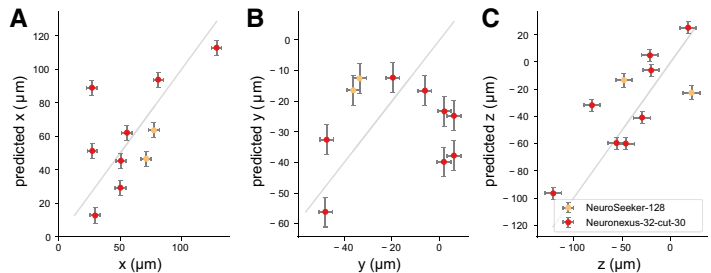 A
B
C
predicted x (μm)
120
100
80
60
40
20
0
0
50
100
x (μm)
predicted y (μm)
0
−10
−20
−30
−40
−50
−60
−40
−20
0
y (μm)
predicted z (μm)
20
0
−20
−40
−60
−80
−100
−120
−100
−50
0
z (μm)
NeuroSeeker-128
Neuronexus-32-cut-30